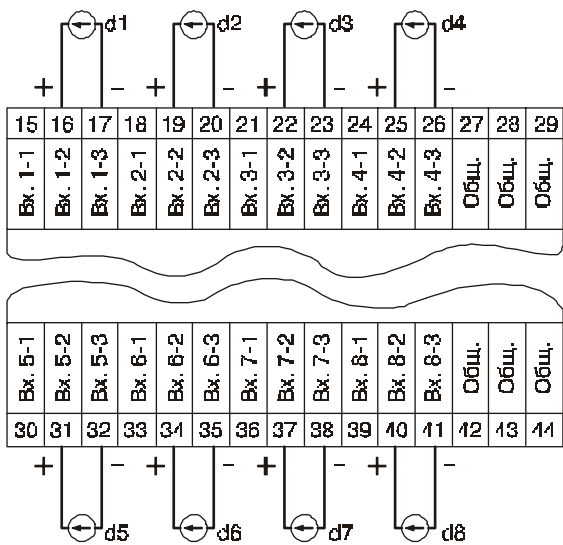 d1 d2 d3 d4
+ − + − + − + −
15 16 17 18 19 20 21 22 23 24 25 26 27 28 29
Вх. 1-1 Вх. 1-2 Вх. 1-3 Вх. 2-1 Вх. 2-2 Вх. 2-3 Вх. 3-1 Вх. 3-2 Вх. 3-3 Вх. 4-1 Вх. 4-2 Вх. 4-3 Общ. Общ. Общ.
Вх. 5-1 Вх. 5-2 Вх. 5-3 Вх. 6-1 Вх. 6-2 Вх. 6-3 Вх. 7-1 Вх. 7-2 Вх. 7-3 Вх. 8-1 Вх. 8-2 Вх. 8-3 Общ. Общ. Общ.
30 31 32 33 34 35 36 37 38 39 40 41 42 43 44
+ − + − + − + −
d5 d6 d7 d8